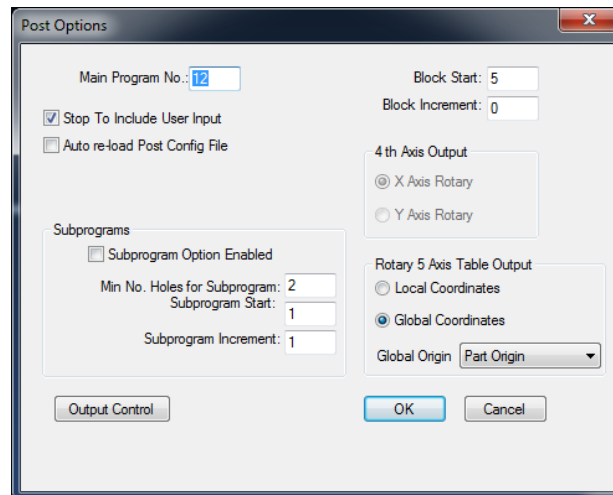 Post Options
Main Program No.: 12
Block Start: 5
Block Increment: 0
Stop To Include User Input
Auto re-load Post Config File
4 th Axis Output
X Axis Rotary
Y Axis Rotary
Subprograms
Subprogram Option Enabled
Min No. Holes for Subprogram: 2
Subprogram Start: 1
Subprogram Increment: 1
Rotary 5 Axis Table Output
Local Coordinates
Global Coordinates
Global Origin Part Origin
Output Control
OK
Cancel